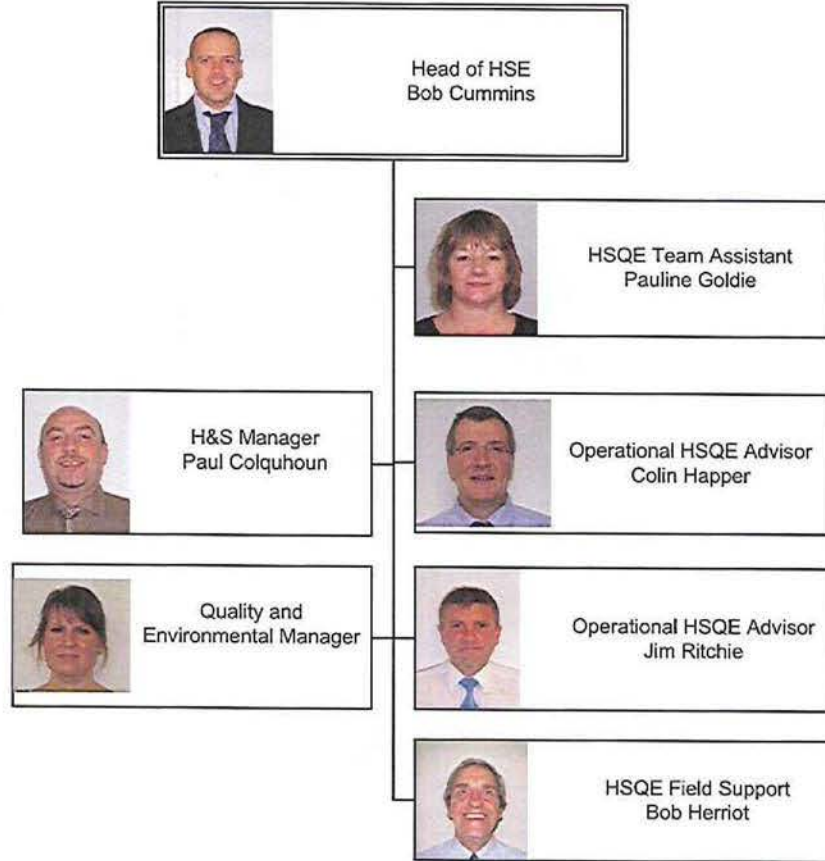 Head of HSE
Bob Cummins
HSQE Team Assistant
Pauline Goldie
H&S Manager
Paul Colquhoun
Operational HSQE Advisor
Colin Happer
Quality and
Environmental Manager
Operational HSQE Advisor
Jim Ritchie
HSQE Field Support
Bob Herriot